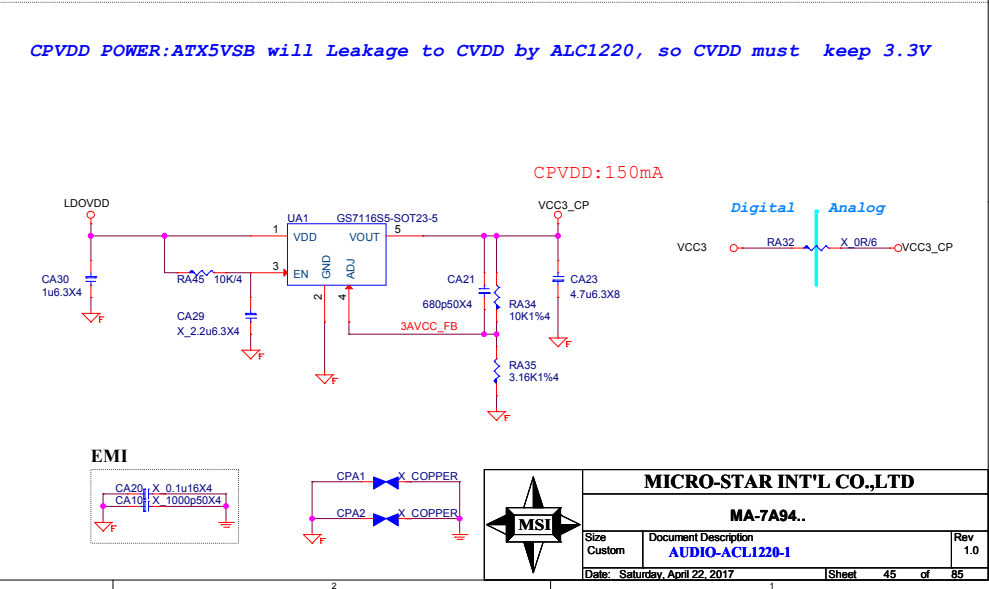 CPVDD POWER:ATX5VSB will Leakage to CVDD by ALC1220, so CVDD must keep 3.3V
CPVDD:150mA
LDOVDD
UA1 GS7116S5-SOT23-5
VCC3_CP
Digital Analog
1 VDD VOUT 5
VCC3 RA32 X_0R/6 VCC3_CP
3 EN GND ADJ
CA30
1u6.3X4
RA45 10K/4
2 4
CA21
680p50X4
CA23
4.7u6.3X8
RA34
10K1%4
CA29
X_2.2u6.3X4
3AVCC_FB
F
F
F
F
RA35
3.16K1%4
F
EMI
CA20 X_0.1u16X4
CA10 X_1000p50X4
F
CPA1 X_COPPER
CPA2 X_COPPER
F
MSI
MICRO-STAR INT'L CO.,LTD
MA-7A94..
Size
Custom
Document Description
AUDIO-ACL1220-1
Rev
1.0
Date: Saturday, April 22, 2017 Sheet 45 of 85
2 1